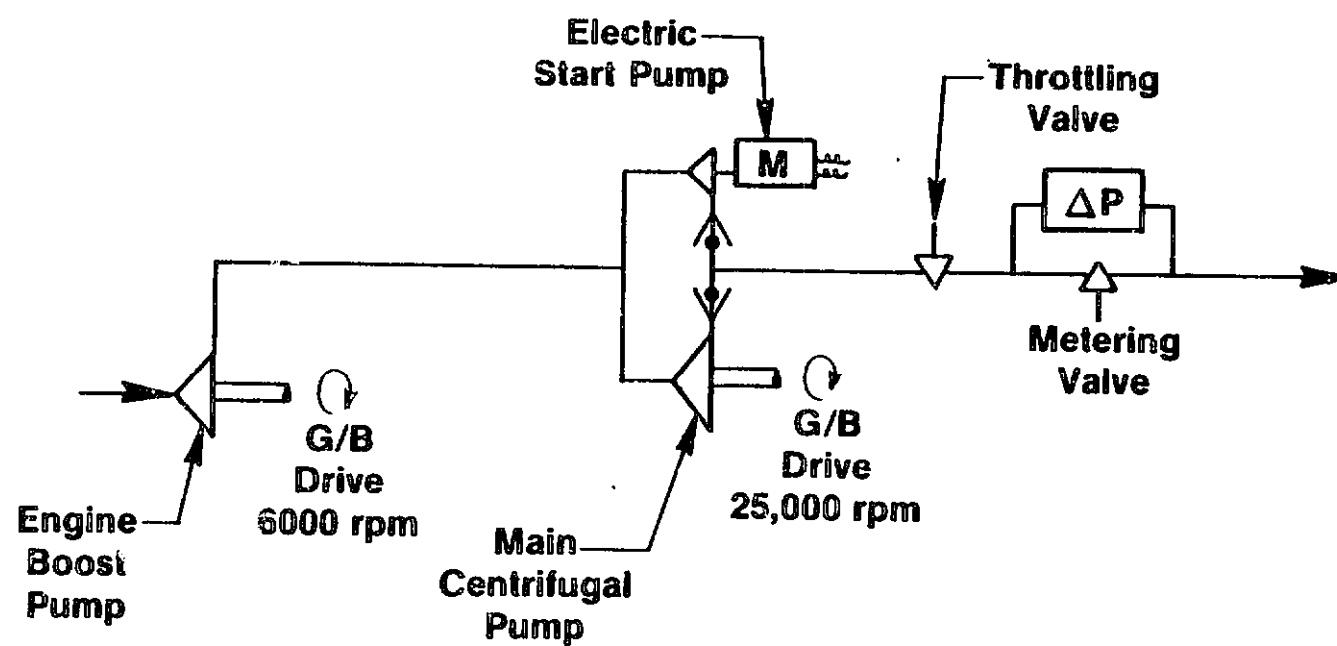 Electric
Start Pump
Throttling
Valve
M
ΔP
Metering
Valve
G/B
Drive
6000 rpm
G/B
Drive
25,000 rpm
Engine
Boost
Pump
Main
Centrifugal
Pump